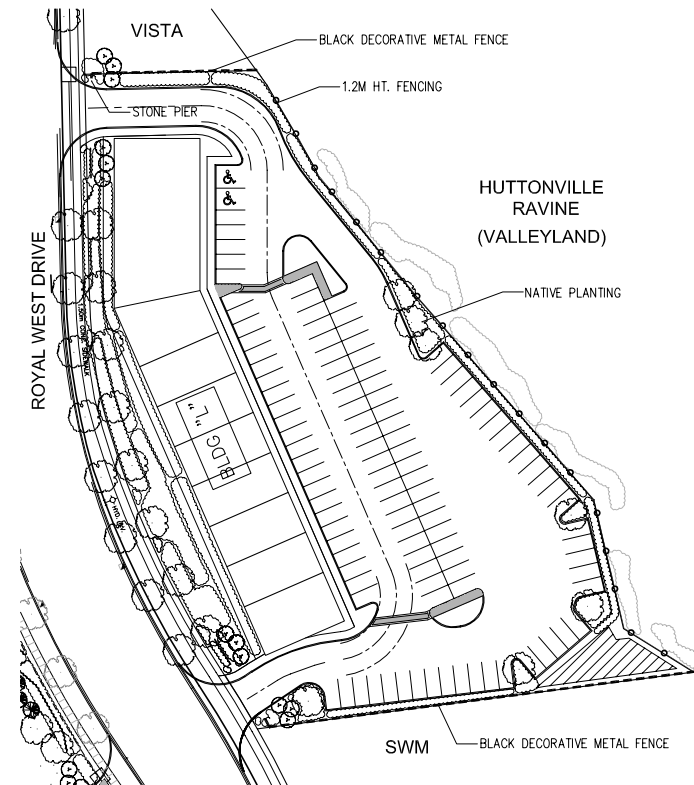 VISTA
BLACK DECORATIVE METAL FENCE
1.2M HT. FENCING
STONE PIER
HUTTONVILLE
RAVINE
(VALLEYLAND)
NATIVE PLANTING
ROYAL WEST DRIVE
BLDG "L"
SWM
BLACK DECORATIVE METAL FENCE